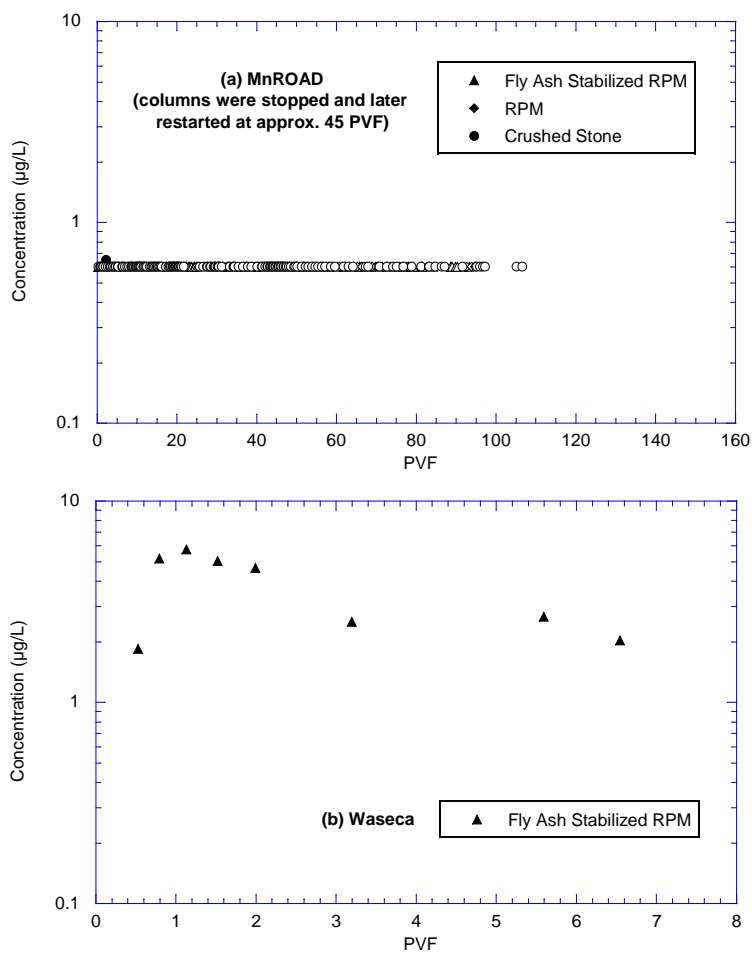 10
(a) MnROAD
(columns were stopped and later
restarted at approx. 45 PVF)
Fly Ash Stabilized RPM
RPM
Crushed Stone
Concentration (µg/L)
1
0.1
0 20 40 60 80 100 120 140 160
PVF
10
Concentration (µg/L)
1
(b) Waseca
Fly Ash Stabilized RPM
0.1
0 1 2 3 4 5 6 7 8
PVF